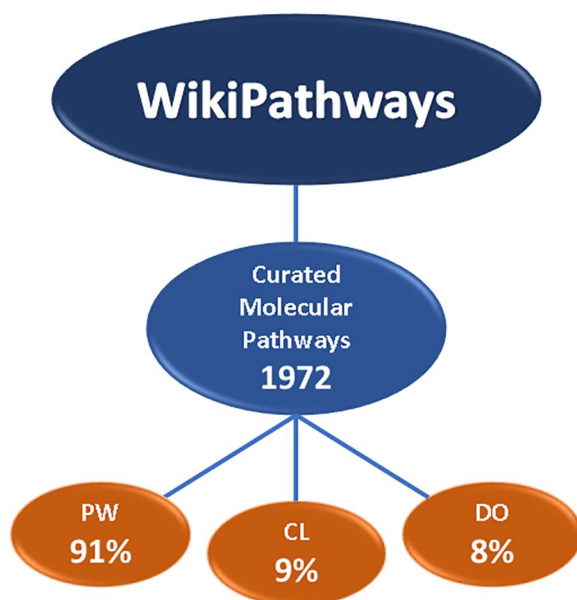 WikiPathways
Curated
Molecular
Pathways
1972
PW
91%
CL
9%
DO
8%